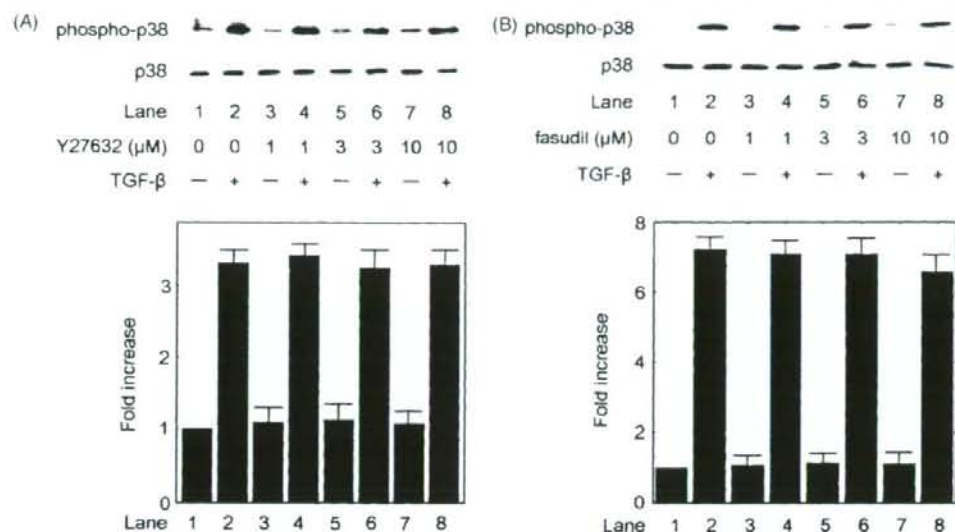 (A)
phospho-p38
p38
Lane 1 2 3 4 5 6 7 8
Y27632 (μM) 0 0 1 1 3 3 10 10
TGF-β — + — + — + — +
Fold increase
3
2
1
0
Lane 1 2 3 4 5 6 7 8
(B)
phospho-p38
p38
Lane 1 2 3 4 5 6 7 8
fasudil (μM) 0 0 1 1 3 3 10 10
TGF-β — + — + — + — +
Fold increase
8
6
4
2
0
Lane 1 2 3 4 5 6 7 8